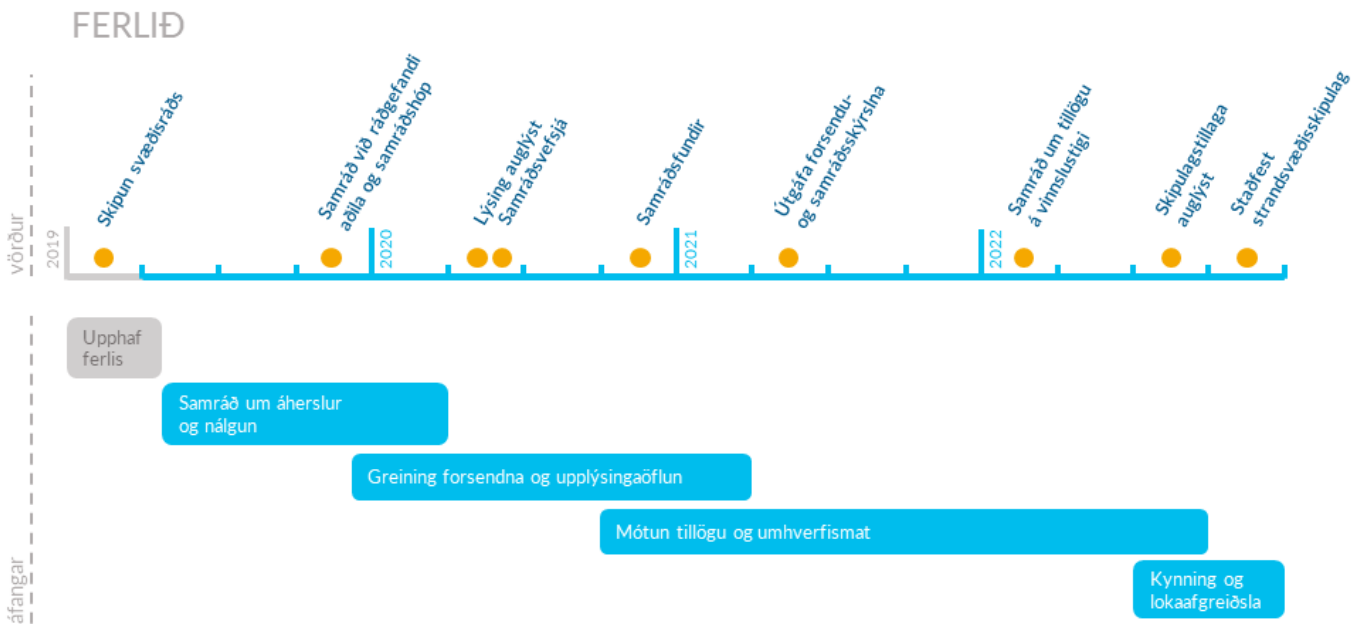 FERLIÐ
vörður
2019
Skipun svæðisráðs
Samráð við ráðgefandi
aðila og samráðshóp
2020
Lýsing auglýst
Samráðsvefsjá
Samráðsfundir
2021
Útgáfa forsendu-
og samráðsskýrslna
2022
Samráð um tillögu
á vinnslustigi
Skipulagstillaga
auglýst
Staðfest
strandsvæðisskipulag
áfangar
Upphaf
ferlis
Samráð um áherslur
og nálgun
Greining forsendna og upplýsingaöflun
Mótun tillögu og umhverfismat
Kynning og
lokaafgreiðsla